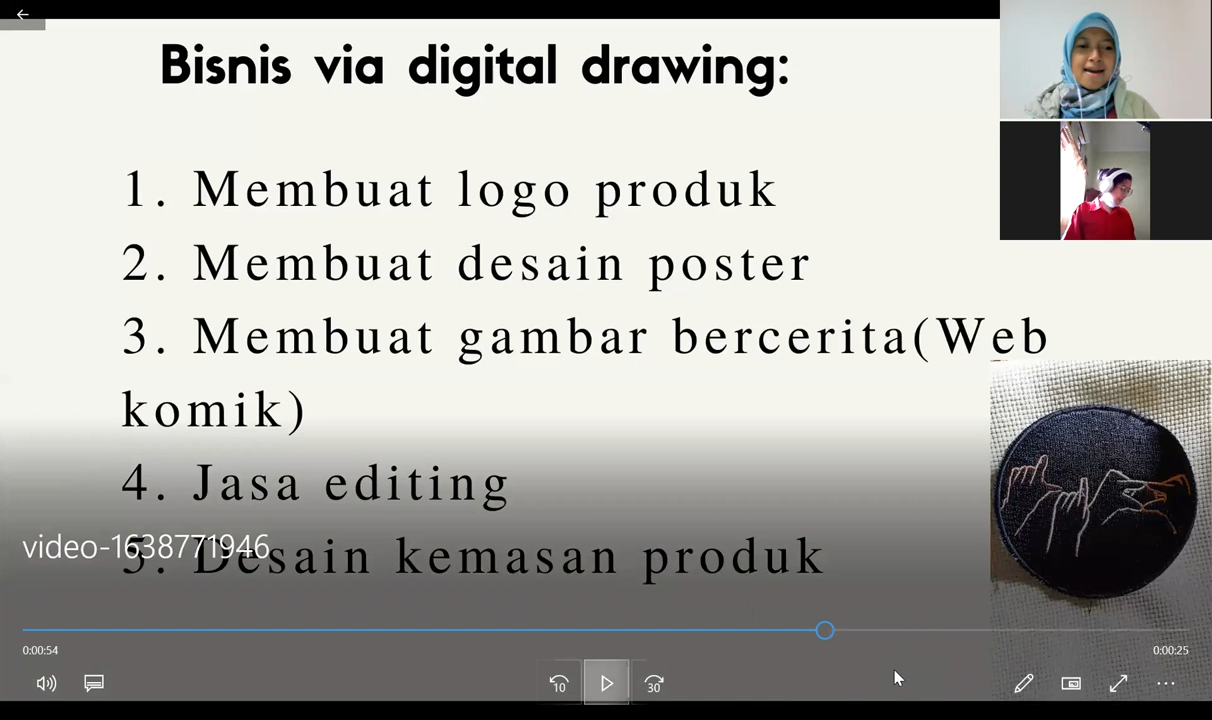 Bisnis via digital drawing:
1. Membuat logo produk
2. Membuat desain poster
3. Membuat gambar bercerita(Web
komik)
4. Jasa editing
video-1638771946
5. Desain kemasan produk
0:00:54
0:00:25
10
30